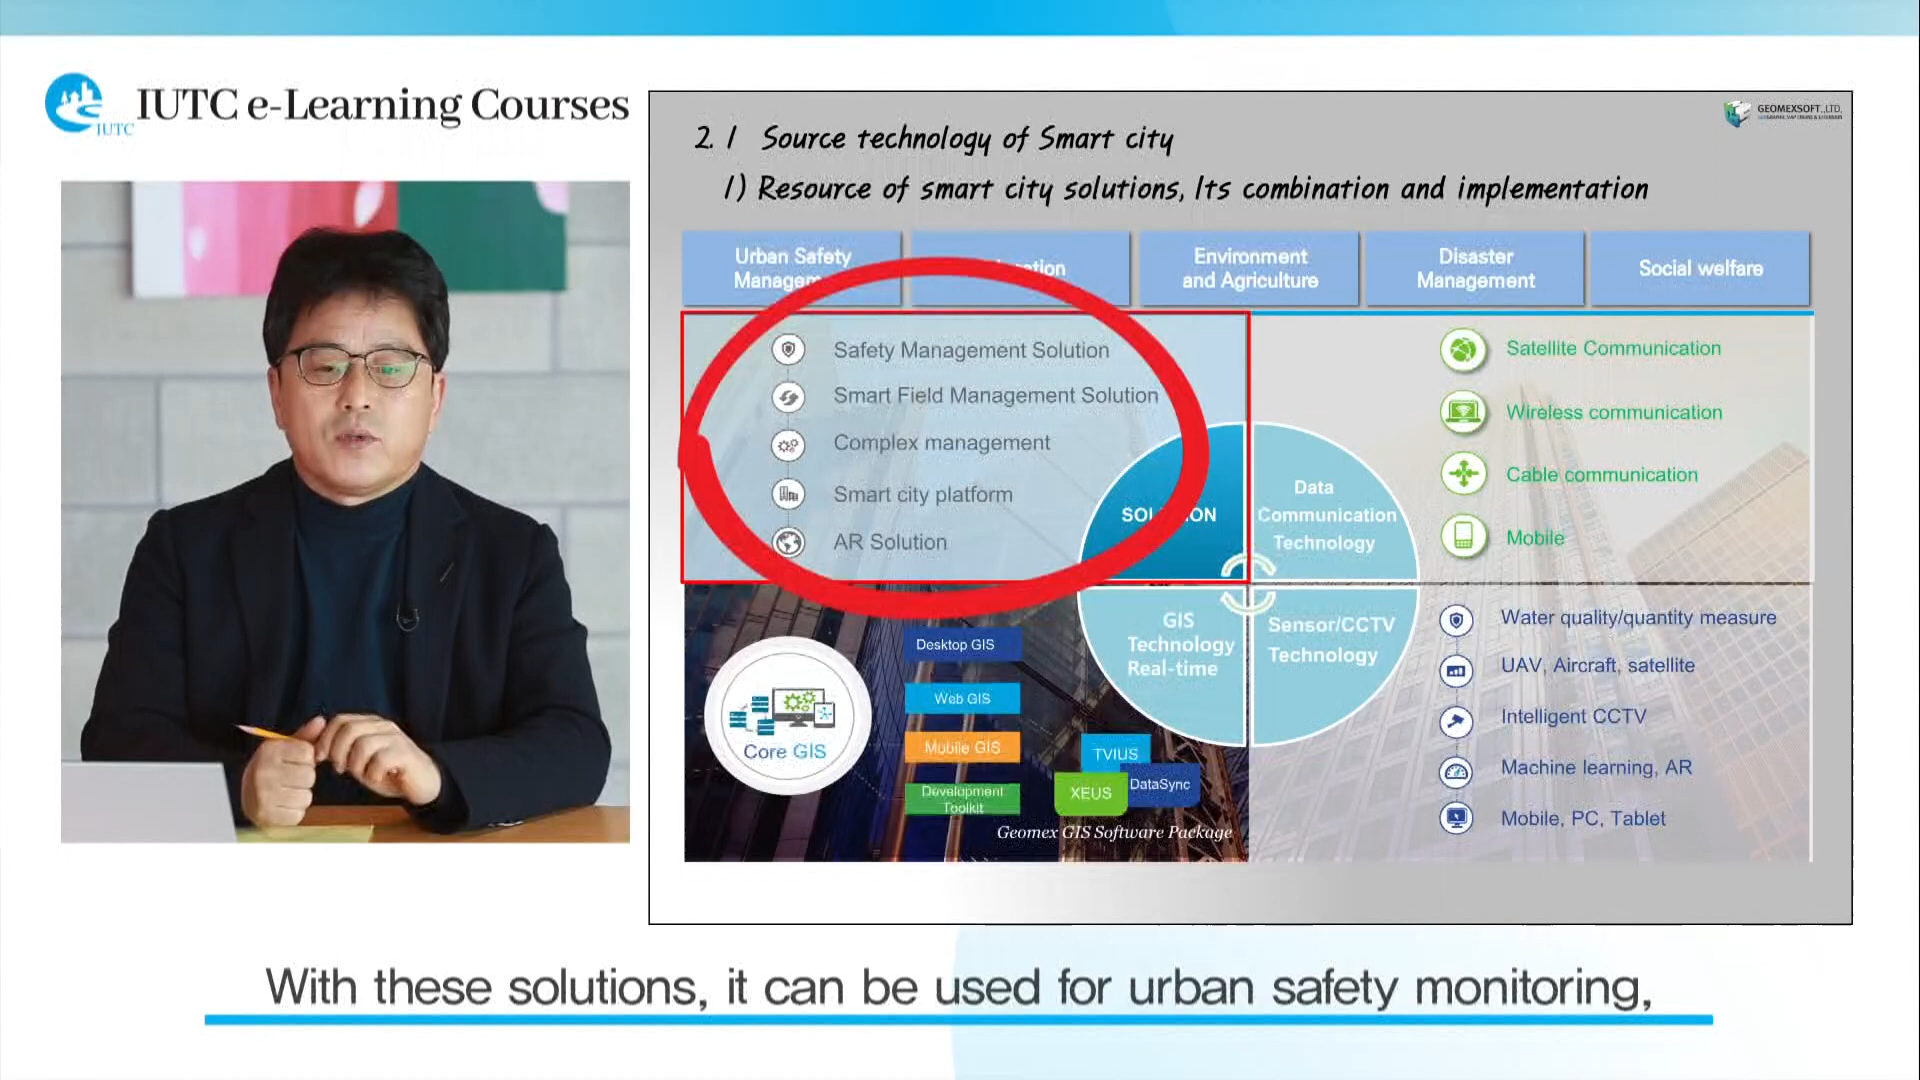 IUTC
IUTC e-Learning Courses
GEOMEXSOFT.,LTD.
2. 1 Source technology of Smart city
1) Resource of smart city solutions, Its combination and implementation
Urban Safety
Environment
and Agriculture
Disaster
Management
Social welfare
Safety Management Solution
Smart Field Management Solution
Complex management
Smart city platform
AR Solution
SOLUTION
Data
Communication
Technology
GIS
Technology
Real-time
Sensor/CCTV
Technology
Satellite Communication
Wireless communication
Cable communication
Mobile
Core GIS
Desktop GIS
Web GIS
Mobile GIS
Development
Toolkit
TVIUS
XEUS
DataSync
Geomex GIS Software Package
Water quality/quantity measure
UAV, Aircraft, satellite
Intelligent CCTV
Machine learning, AR
Mobile, PC, Tablet
With these solutions, it can be used for urban safety monitoring,